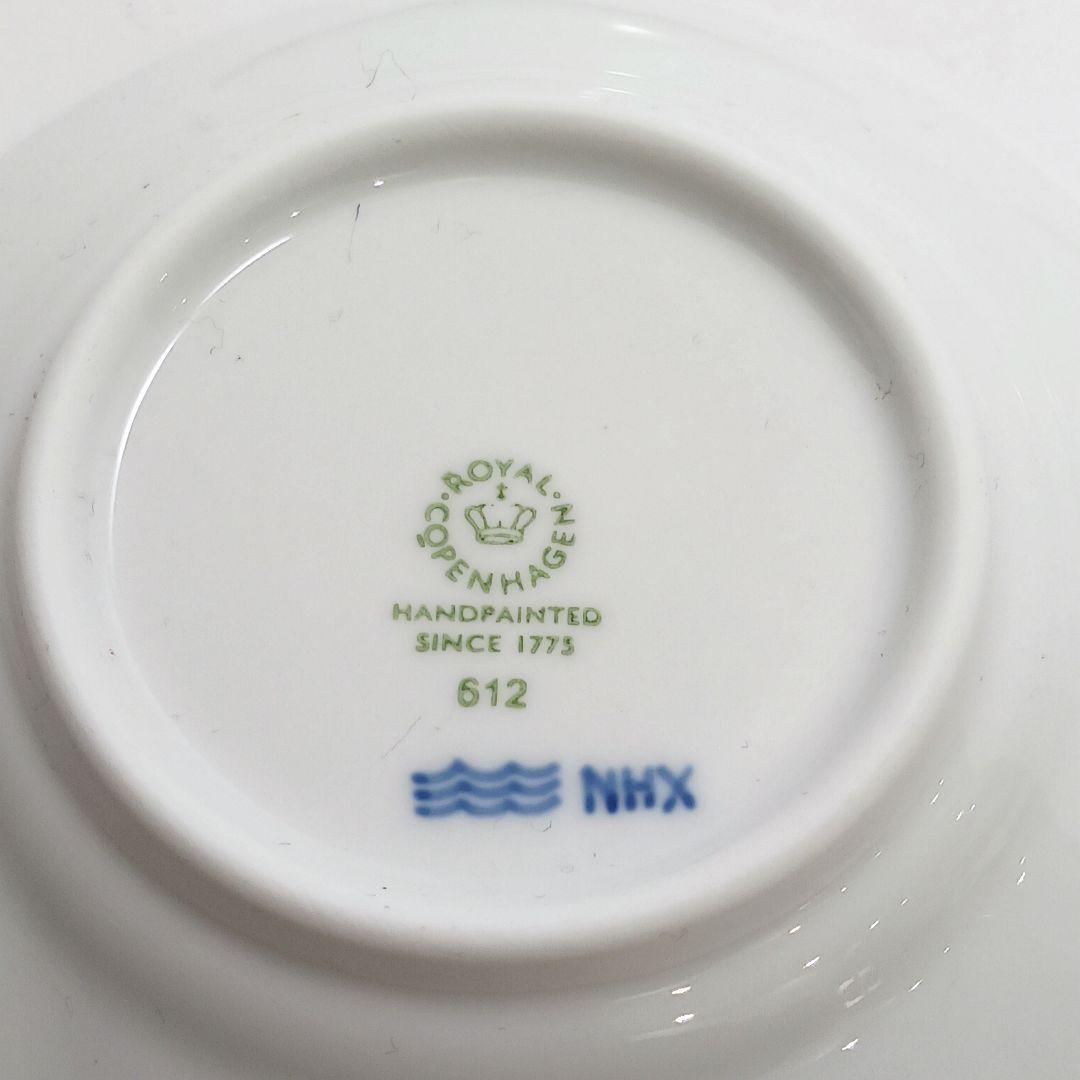 ROYAL
COPENHAGEN
HANDPAINTED
SINCE 1775
612
NHX